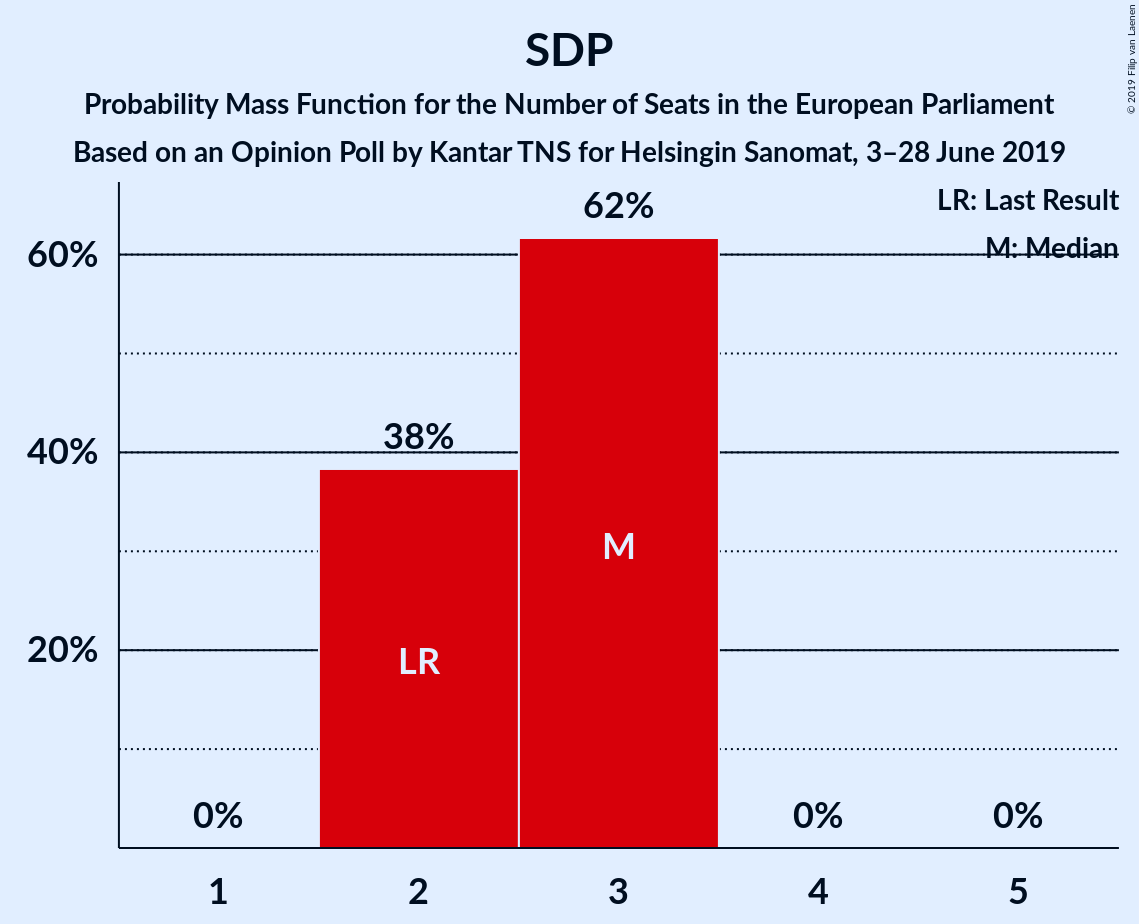 SDP
Probability Mass Function for the Number of Seats in the European Parliament
Based on an Opinion Poll by Kantar TNS for Helsingin Sanomat, 3–28 June 2019
© 2019 Filip van Laenen
LR: Last Result
M: Median
62%
60%
38%
40%
M
20%
LR
0%
0%
0%
1
2
3
4
5